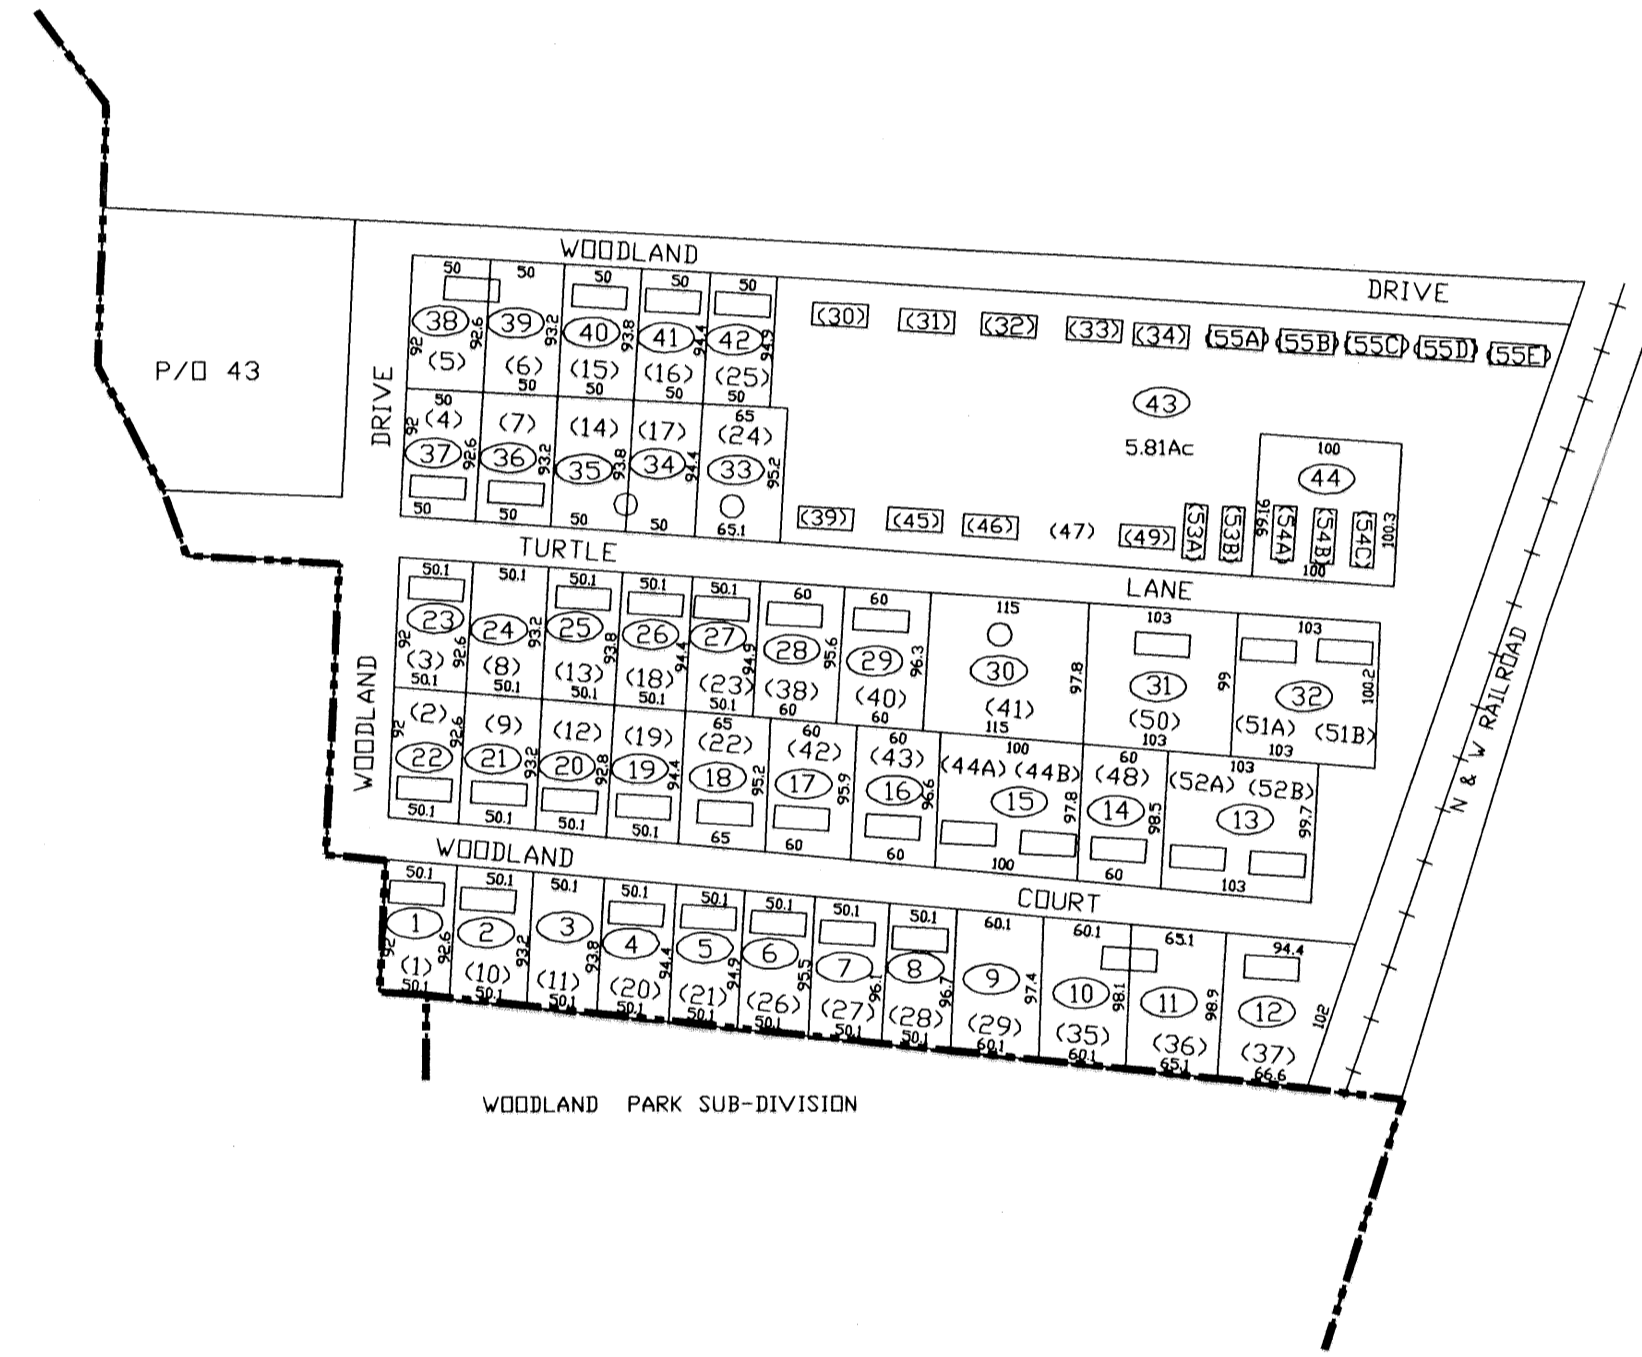 WOODLAND
DRIVE
50 50 50 50 50
(30) (31) (32) (33) (34) (55A) (55B) (55C) (55D) (55E)
38 39 40 41 42
92 92.6 93.2 93.8 94.4 94.9
(5) (6) (15) (16) (25)
50 50 50 50
P/O 43
43
5.81Ac
DRIVE
50 65
(4) (7) (14) (17) (24)
92 92.6 93.2 93.8 94.4 95.2
37 36 35 34 33
50 50 50 50 65.1
100
44
91.66 100.3
(39) (45) (46) (47) (49) (53A) (53B) (54A) (54B) (54C)
100
TURTLE
LANE
50.1 50.1 50.1 50.1 50.1 60 60 115 103 103
23 24 25 26 27 28 29 30 31 32
92 92.6 93.2 93.8 94.4 94.9 95.6 96.3 97.8 99 100.2
(3) (8) (13) (18) (23) (38) (40) (41) (50) (51A) (51B)
50.1 50.1 50.1 50.1 50.1 60 60 115 103 103
N & W RAILROAD
WOODLAND
65 60 60 100 60 103
(2) (9) (12) (19) (22) (42) (43) (44A) (44B) (48) (52A) (52B)
92 92.6 93.2 92.8 94.4 95.2 95.9 96.6 97.8 98.5 99.7
22 21 20 19 18 17 16 15 14 13
50.1 50.1 50.1 50.1 65 60 60 100 60 103
WOODLAND
COURT
50.1 50.1 50.1 50.1 50.1 50.1 50.1 50.1 60.1 60.1 65.1 94.4
1 2 3 4 5 6 7 8 9 10 11 12
92 92.6 93.2 93.8 94.4 94.9 95.5 96.1 96.7 97.4 98.1 98.9 102
(1) (10) (11) (20) (21) (26) (27) (28) (29) (35) (36) (37)
50.1 50.1 50.1 50.1 50.1 50.1 50.1 50.1 60.1 60.1 65.1 66.6
WOODLAND PARK SUB-DIVISION